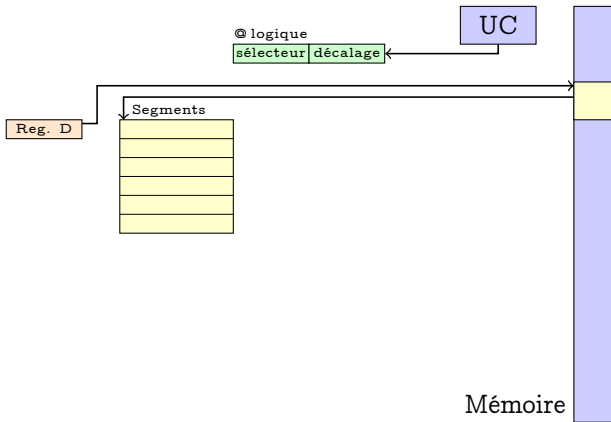 UC
@ logique
sélecteur décalage
Segments
Reg. D
Mémoire